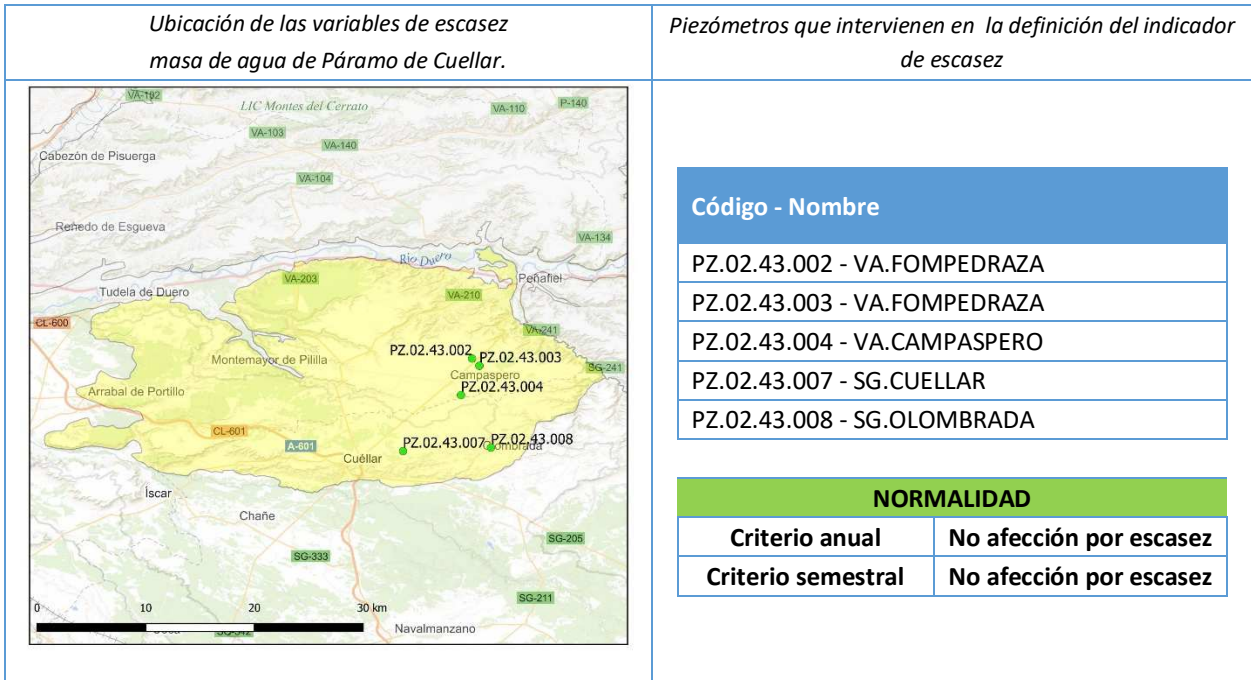 Ubicación de las variables de escasez
masa de agua de Páramo de Cuellar.
Piezómetros que intervienen en la definición del indicador
de escasez
VA-192
LIC Montes del Cerrato
VA-110
P-140
VA-103
VA-140
Cabezón de Pisuerga
VA-104
Renedo de Esgueva
VA-134
Río Duero
VA-203
Peñafiel
Tudela de Duero
VA-210
CL-600
VA-241
PZ.02.43.002
PZ.02.43.003
Montemayor de Pililla
SG-241
Campaspero
PZ.02.43.004
Arrabal de Portillo
CL-601
A-601
PZ.02.43.007
PZ.02.43.008
Cuéllar
Íscar
Chañe
SG-205
SG-333
SG-211
0 10 20 30 km
Navalmanzano
SG-342
Código - Nombre
PZ.02.43.002 - VA.FOMPEDRAZA
PZ.02.43.003 - VA.FOMPEDRAZA
PZ.02.43.004 - VA.CAMPASPERO
PZ.02.43.007 - SG.CUELLAR
PZ.02.43.008 - SG.OLOMBRADA
NORMALIDAD
Criterio anual No afección por escasez
Criterio semestral No afección por escasez